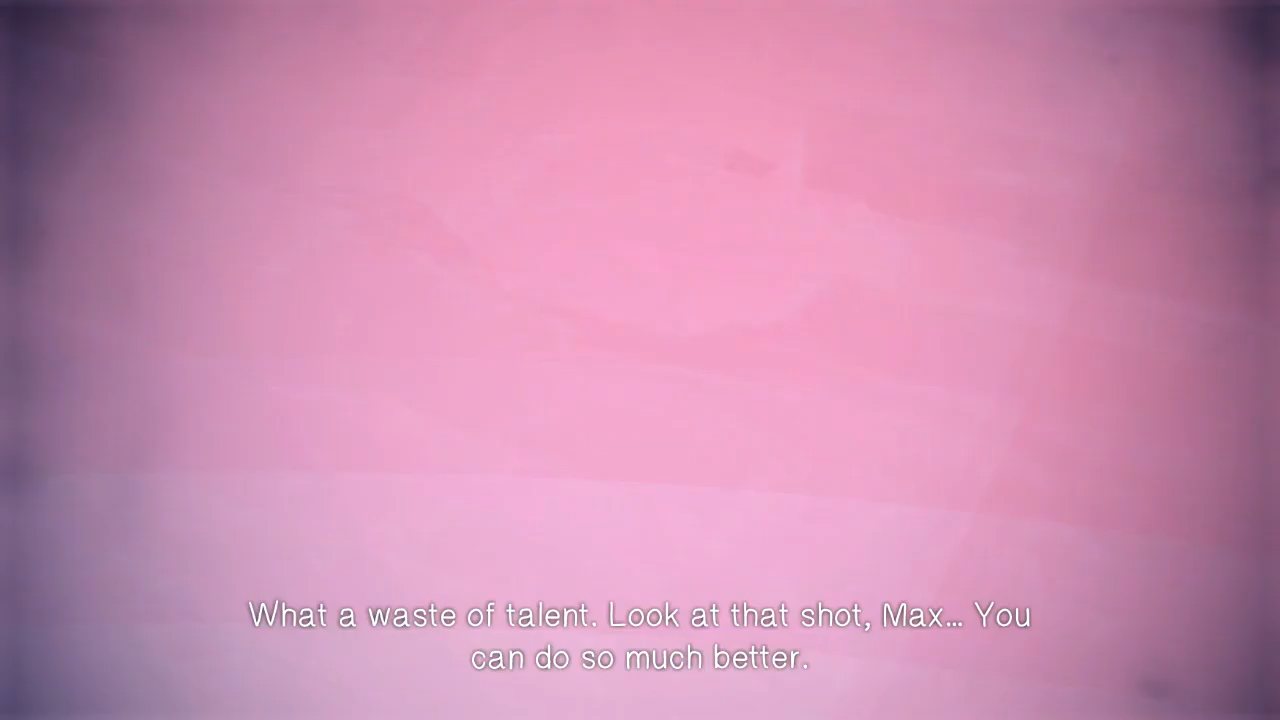 What a waste of talent. Look at that shot, Max... You
can do so much better.